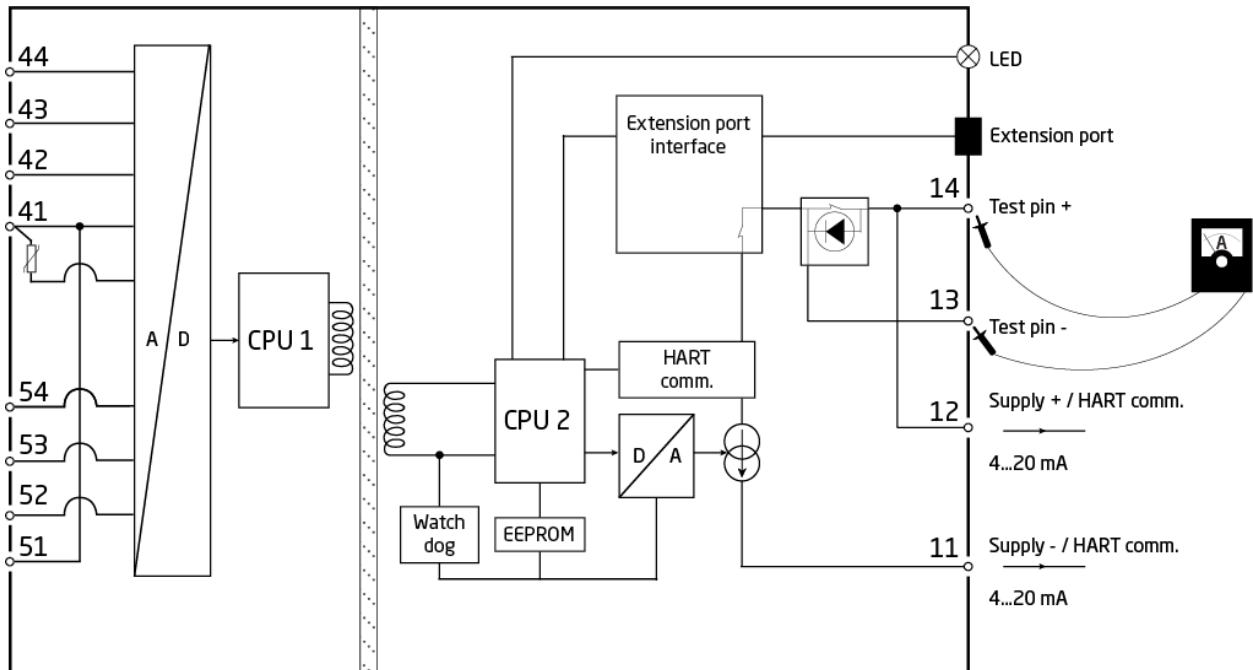 44
43
42
41
54
53
52
51
A D
CPU 1
CPU 2
Watch
dog
EEPROM
D A
HART
comm.
Extension port
interface
LED
Extension port
14
Test pin +
A
13
Test pin -
12
Supply + / HART comm.
4...20 mA
11
Supply - / HART comm.
4...20 mA